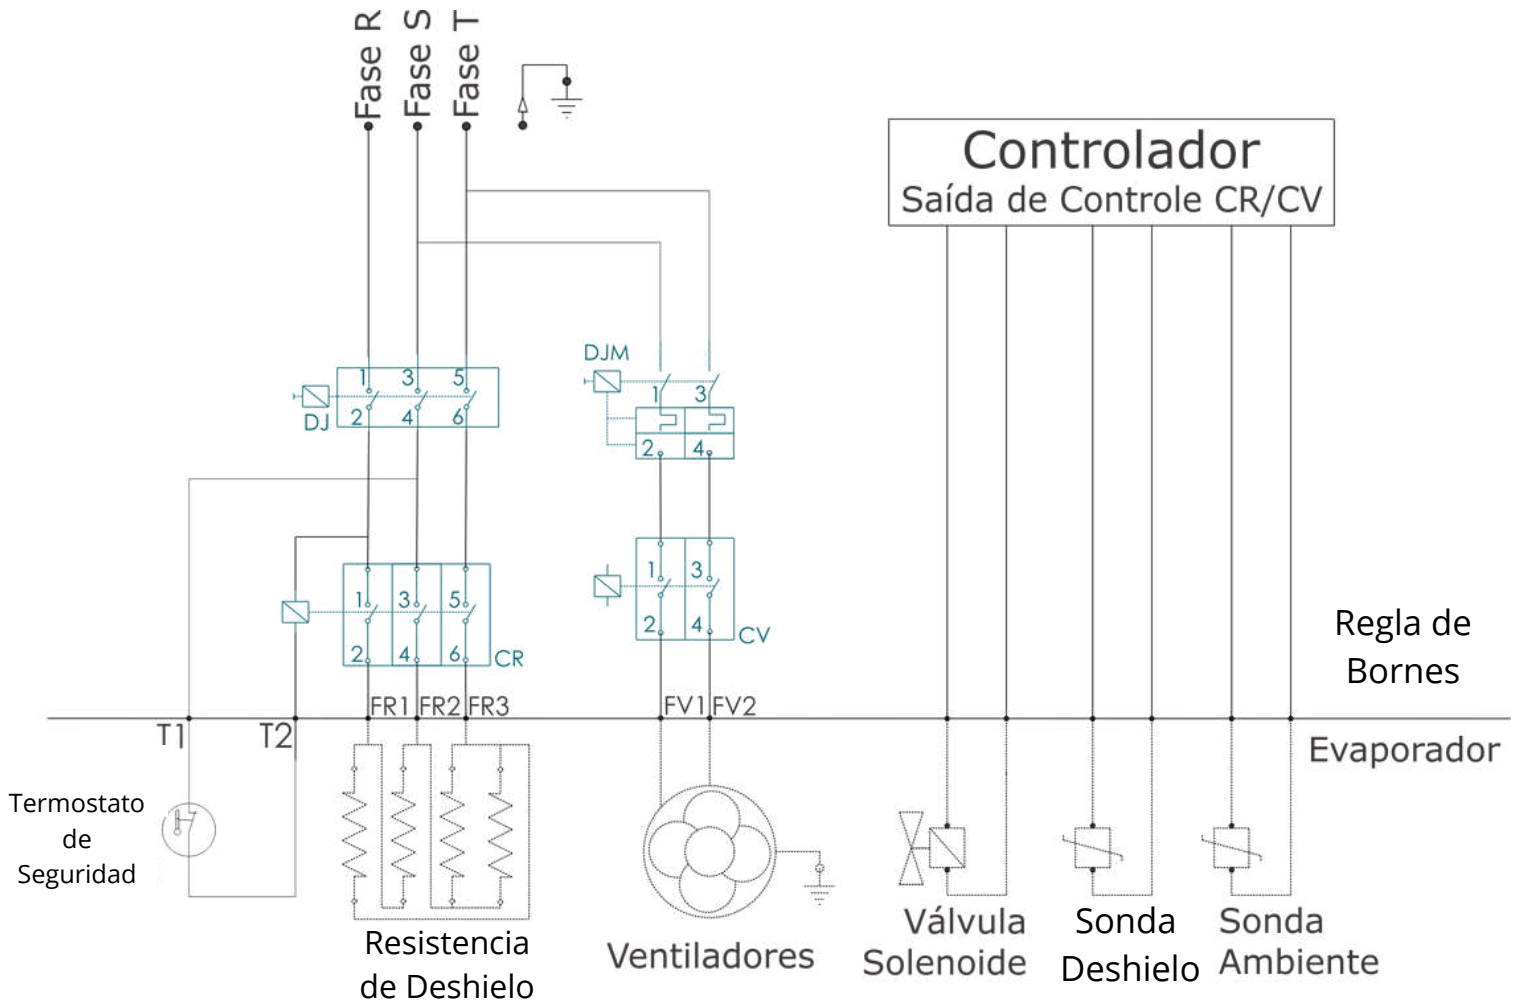 Fase R
Fase S
Fase T
Controlador
Saída de Controle CR/CV
DJM
1
3
5
DJ
2
4
6
1
3
2
4
1
3
5
2
4
6
CR
1
3
2
4
CV
Regla de
Bornes
FR1
FR2
FR3
FV1
FV2
T1
T2
Evaporador
Termostato
de
Seguridad
Resistencia
de Deshielo
Ventiladores
Válvula
Solenoide
Sonda
Deshielo
Sonda
Ambiente